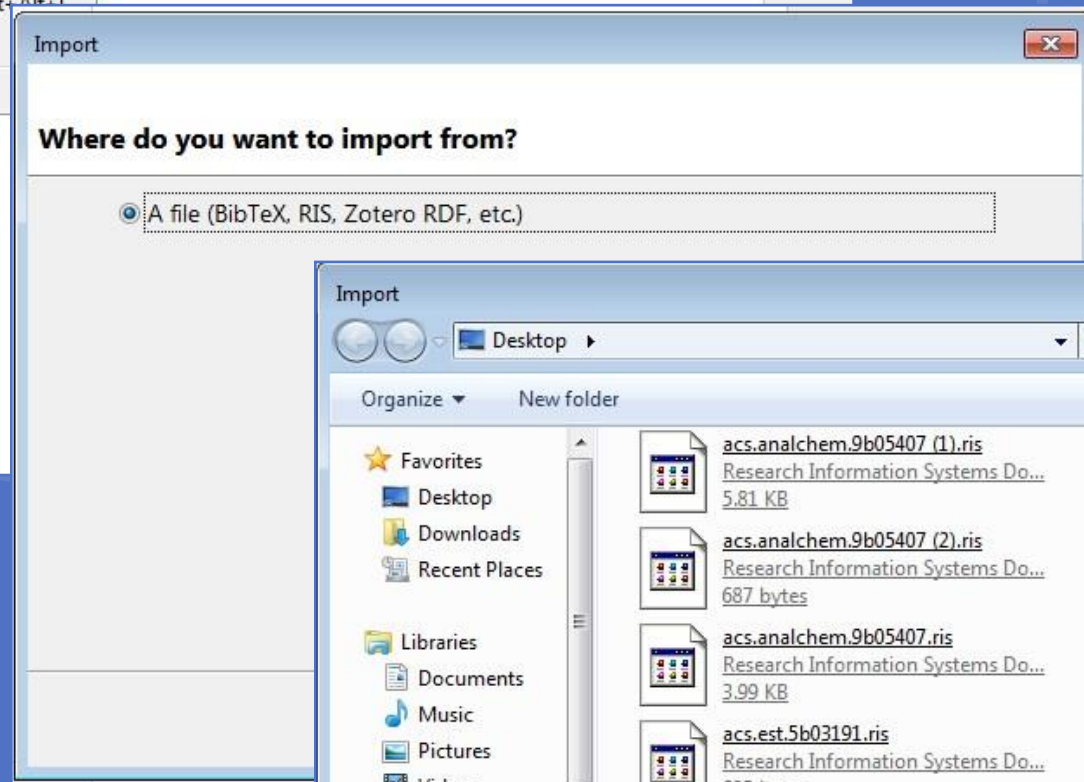 Import
Where do you want to import from?
A file (BibTeX, RIS, Zotero RDF, etc.)
Import
Desktop
Organize
New folder
Favorites
Desktop
Downloads
Recent Places
Libraries
Documents
Music
Pictures
acs.analchem.9b05407 (1).ris
Research Information Systems Do...
5.81 KB
acs.analchem.9b05407 (2).ris
Research Information Systems Do...
687 bytes
acs.analchem.9b05407.ris
Research Information Systems Do...
3.99 KB
acs.est.5b03191.ris
Research Information Systems Do...